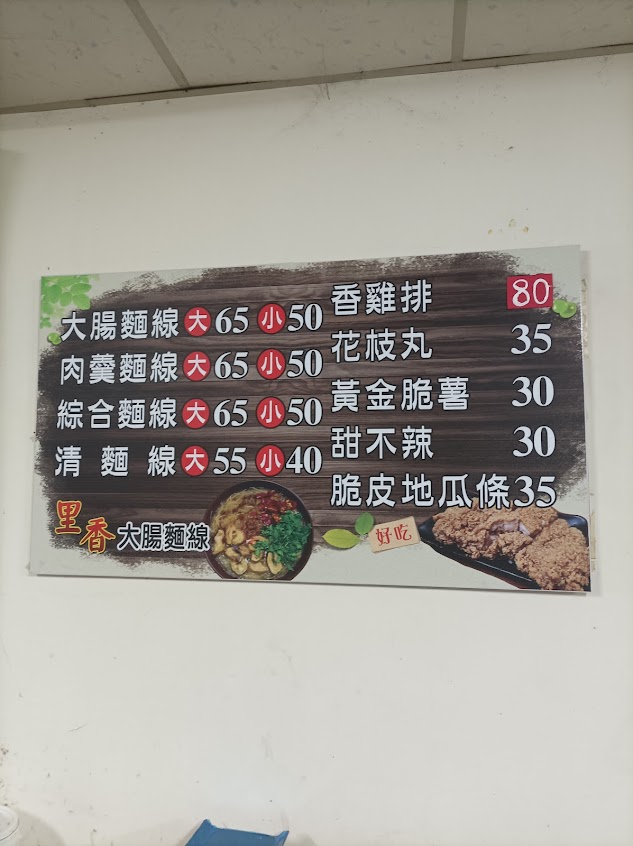 大腸麵線 大 65 小 50
肉羹麵線 大 65 小 50
綜合麵線 大 65 小 50
清麵線 大 55 小 40
里香 大腸麵線
香雞排 80
花枝丸 35
黃金脆薯 30
甜不辣 30
脆皮地瓜條 35
好吃